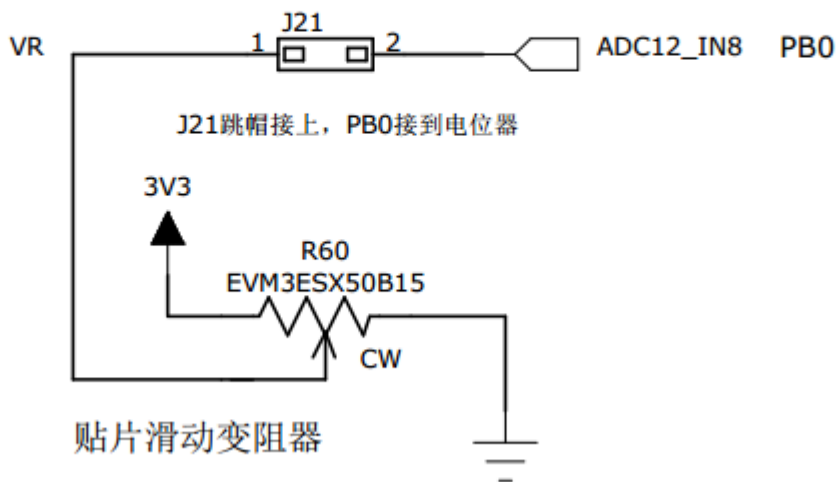 J21
VR
1
2
ADC12_IN8
PB0
J21跳帽接上，PB0接到电位器
3V3
R60
EVM3ESX50B15
CW
贴片滑动变阻器